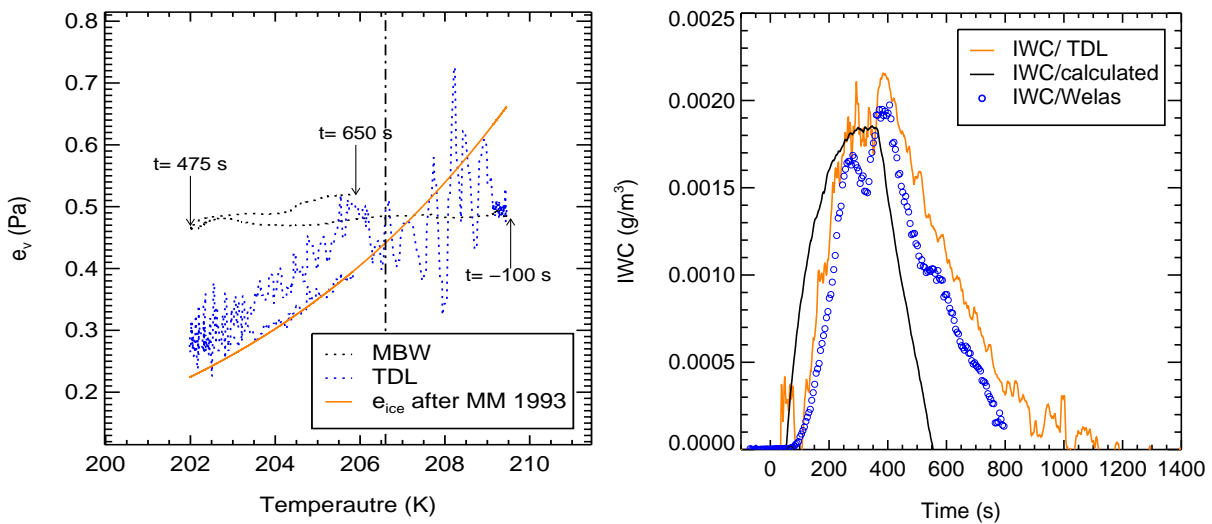 0.8
0.7
0.6
0.5
0.4
0.3
0.2
e_v (Pa)
t= 475 s
t= 650 s
t= −100 s
MBW
TDL
e_ice after MM 1993
200 202 204 206 208 210
Temperautre (K)
0.0025
0.0020
0.0015
0.0010
0.0005
0.0000
IWC (g/m³)
IWC/ TDL
IWC/calculated
IWC/Welas
0 200 400 600 800 1000 1200 1400
Time (s)